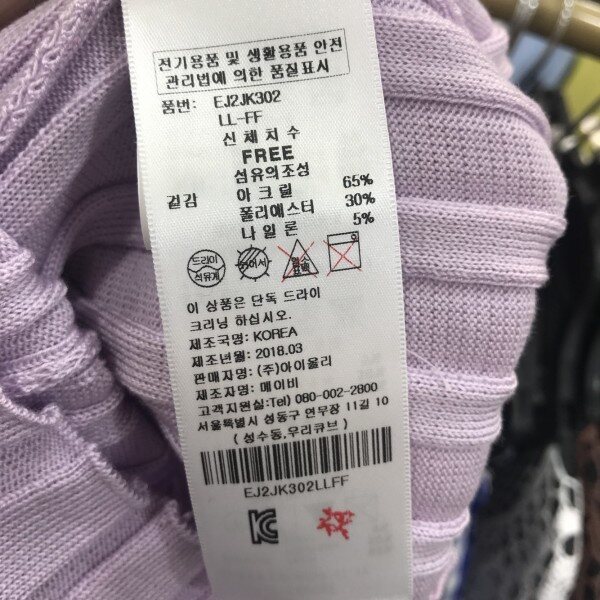 전기용품 및 생활용품 안전
관리법에 의한 품질표시
품번: EJ2JK302
LL-FF
신체치수
FREE
섬유의조성
겉감 아크릴 65%
폴리에스터 30%
나일론 5%
드라이
석유계
이 상품은 단독 드라이
크리닝 하십시오.
제조국명: KOREA
제조년월: 2018.03
판매자명: (주)아이올리
제조자명: 메이비
고객지원실:Tel) 080-002-2800
서울특별시 성동구 연무장 11길 10
( 성수동,우리큐브 )
EJ2JK302LLFF